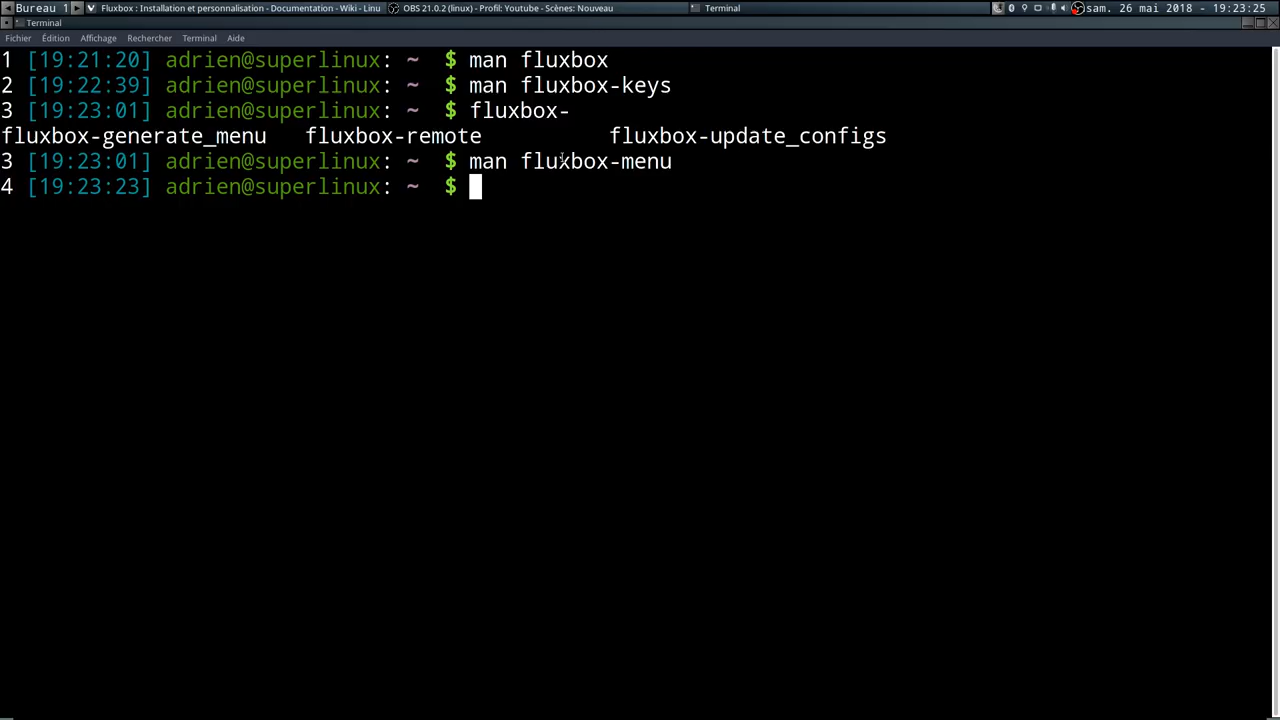 Bureau 1 Fluxbox : Installation et personnalisation - Documentation - Wiki - Linu OBS 21.0.2 (linux) - Profil: Youtube - Scènes: Nouveau Terminal sam. 26 mai 2018 - 19:23:25
Terminal
Fichier Édition Affichage Rechercher Terminal Aide
1 [19:21:20] adrien@superlinux: ~ $ man fluxbox
2 [19:22:39] adrien@superlinux: ~ $ man fluxbox-keys
3 [19:23:01] adrien@superlinux: ~ $ fluxbox-
fluxbox-generate_menu fluxbox-remote fluxbox-update_configs
3 [19:23:01] adrien@superlinux: ~ $ man fluxbox-menu
4 [19:23:23] adrien@superlinux: ~ $